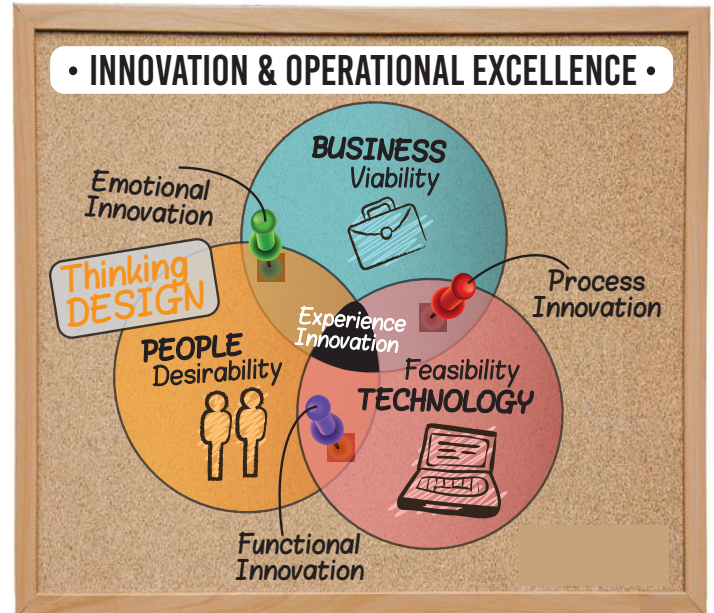 • INNOVATION & OPERATIONAL EXCELLENCE •
BUSINESS
Viability
Emotional
Innovation
Thinking
DESIGN
Process
Innovation
Experience
Innovation
PEOPLE
Desirability
Feasibility
TECHNOLOGY
Functional
Innovation